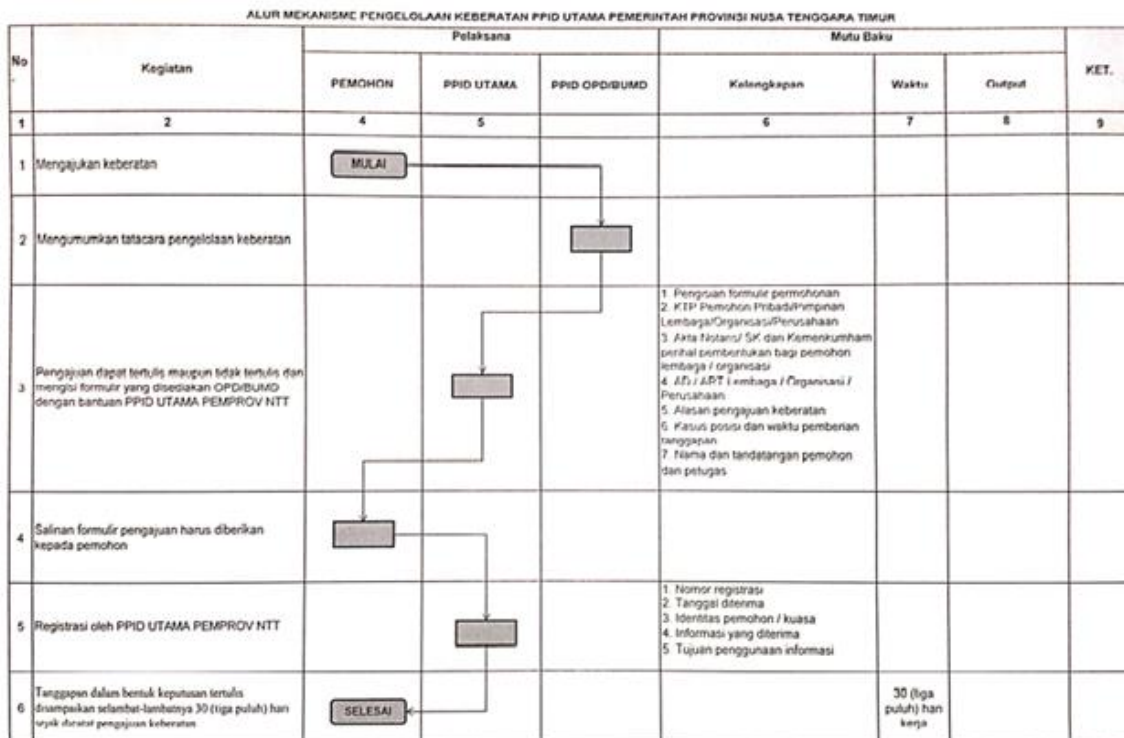 ALUR MEKANISME PENGELOLAAN KEBERATAN PPID UTAMA PEMERINTAH PROVINSI NUSA TENGGARA TIMUR
No
Kegiatan
Pelaksana
Mutu Baku
KET.
PEMOHON
PPID UTAMA
PPID OPD/BUMD
Kelengkapan
Waktu
Output
1 2 4 5 6 7 8 9
1 Mengajukan keberatan
MULAI
2 Mengumumkan tatacara pengelolaan keberatan
3 Pengajuan dapat tertulis maupun tidak tertulis dan
mengisi formulir yang disediakan OPD/BUMD
dengan bantuan PPID UTAMA PEMPROV NTT
1. Pengisian formulir permohonan
2. KTP Pemohon Pribadi/Pimpinan
Lembaga/Organisasi/Perusahaan
3. Akta Notaris/ SK dari Kemenkumham
perihal pembentukan bagi pemohon
lembaga / organisasi
4. AD / ART Lembaga / Organisasi /
Perusahaan
5. Alasan pengajuan keberatan
6. Kasus posisi dan waktu pemberian
tanggapan
7. Nama dan tandatangan pemohon
dan petugas
4 Salinan formulir pengajuan harus diberikan
kepada pemohon
5 Registrasi oleh PPID UTAMA PEMPROV NTT
1. Nomor registrasi
2. Tanggal diterima
3. Identitas pemohon / kuasa
4. Informasi yang diterima
5. Tujuan penggunaan informasi
6 Tanggapan dalam bentuk keputusan tertulis
disampaikan selambat-lambatnya 30 (tiga puluh) hari
sejak dicatat pengajuan keberatan
SELESAI
30 (tiga
puluh) hari
kerja